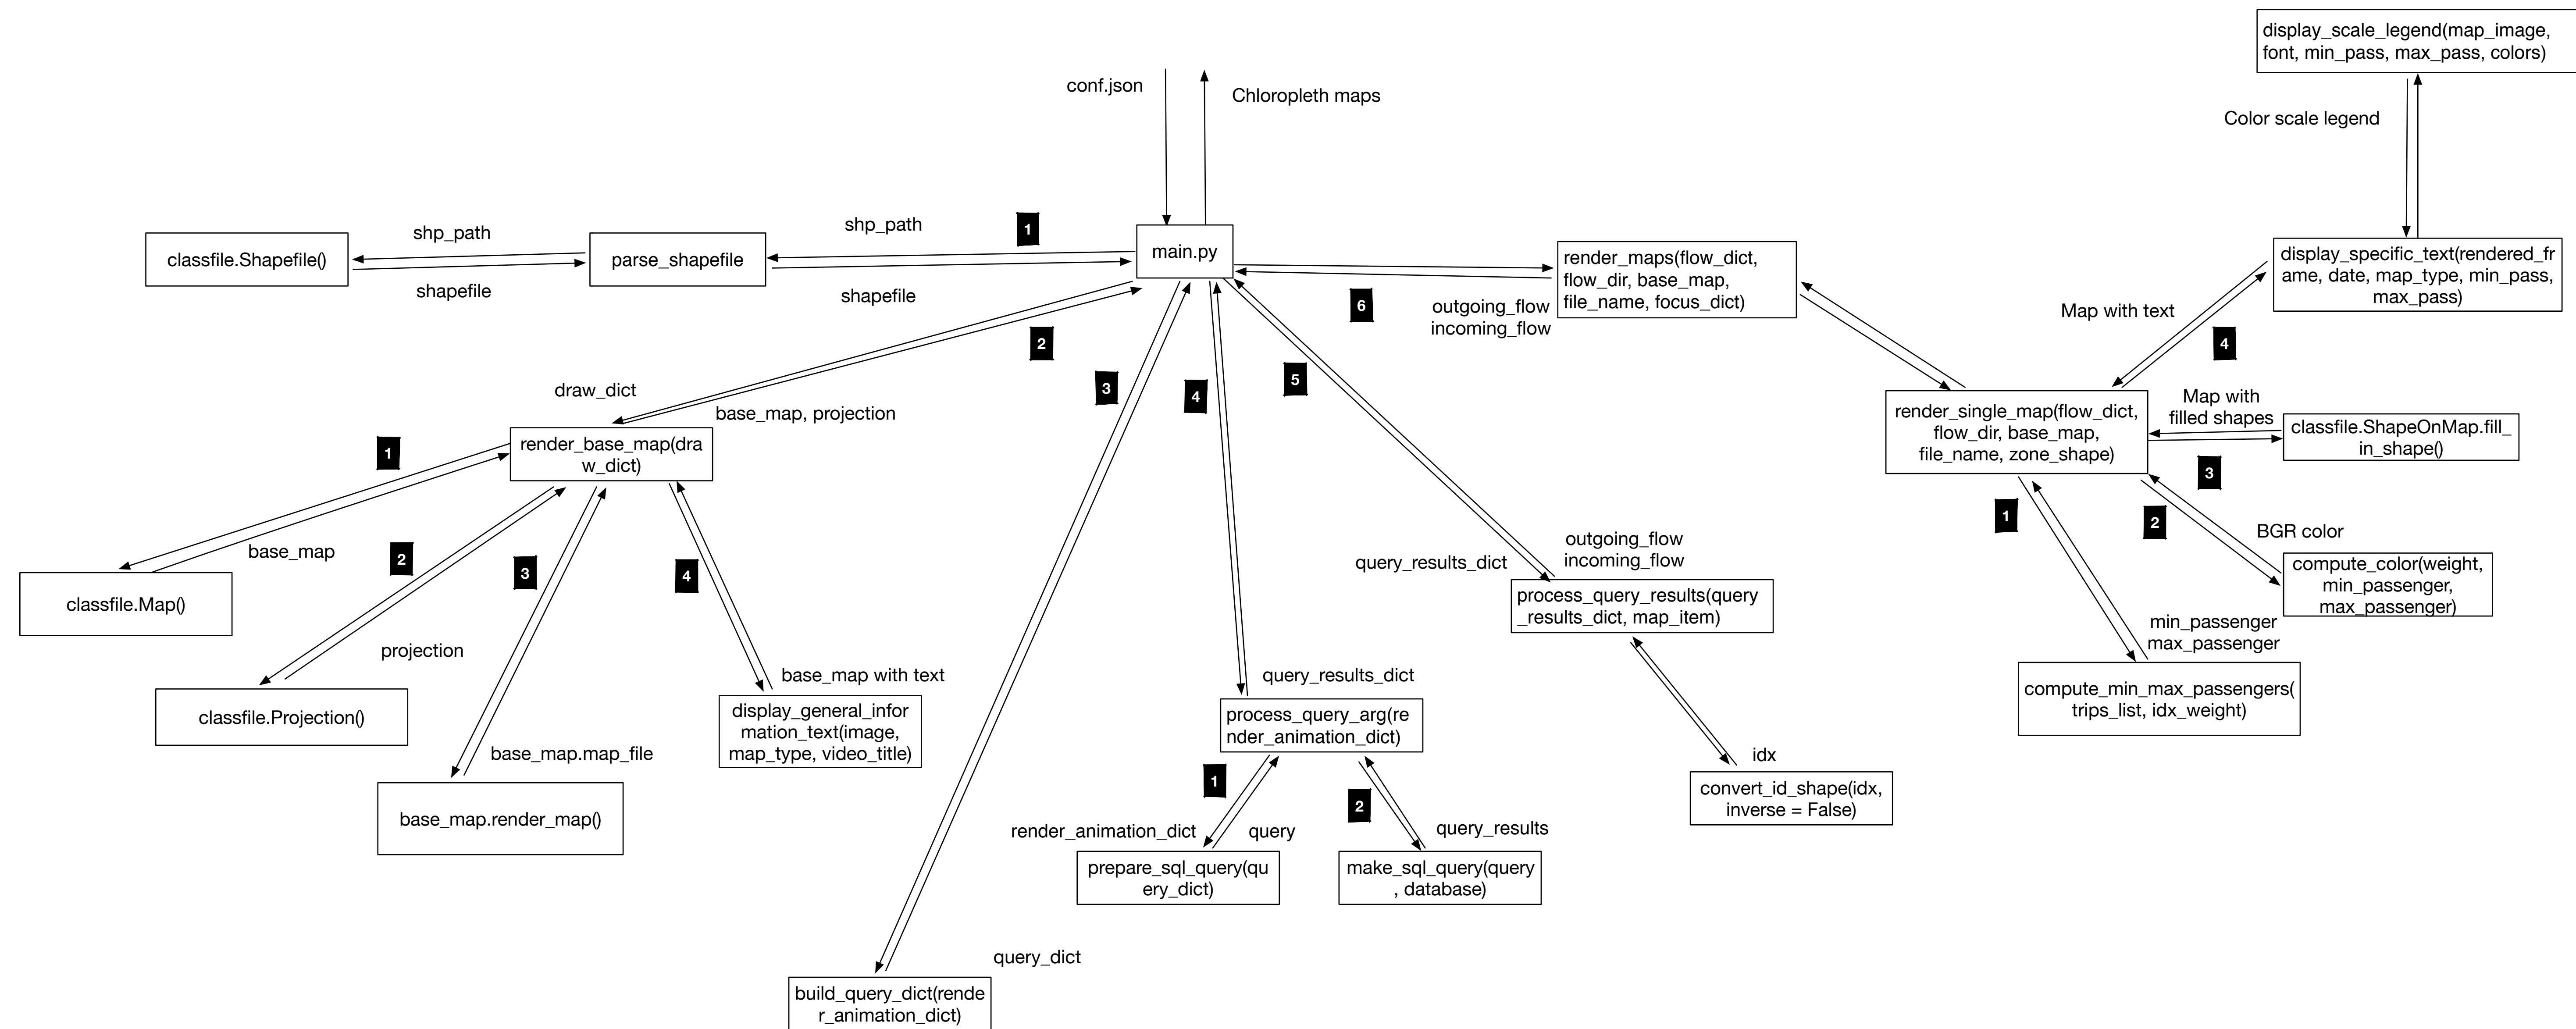 display_scale_legend(map_image,
font, min_pass, max_pass, colors)
conf.json
Chloropleth maps
Color scale legend
shp_path
1
shp_path
classfile.Shapefile()
parse_shapefile
main.py
render_maps(flow_dict,
flow_dir, base_map,
file_name, focus_dict)
display_specific_text(rendered_fr
ame, date, map_type, min_pass,
max_pass)
shapefile
shapefile
6
outgoing_flow
incoming_flow
Map with text
4
2
3
4
5
draw_dict
base_map, projection
render_single_map(flow_dict,
flow_dir, base_map,
file_name, zone_shape)
Map with
filled shapes
classfile.ShapeOnMap.fill_
in_shape()
3
1
render_base_map(dra
w_dict)
1
2
BGR color
base_map
2
3
4
outgoing_flow
incoming_flow
query_results_dict
compute_color(weight,
min_passenger,
max_passenger)
classfile.Map()
process_query_results(query
_results_dict, map_item)
min_passenger
max_passenger
projection
base_map with text
query_results_dict
compute_min_max_passengers(
trips_list, idx_weight)
classfile.Projection()
display_general_infor
mation_text(image,
map_type, video_title)
process_query_arg(re
nder_animation_dict)
base_map.map_file
idx
1
2
convert_id_shape(idx,
inverse = False)
base_map.render_map()
render_animation_dict
query
query_results
prepare_sql_query(qu
ery_dict)
make_sql_query(query
, database)
query_dict
build_query_dict(rende
r_animation_dict)